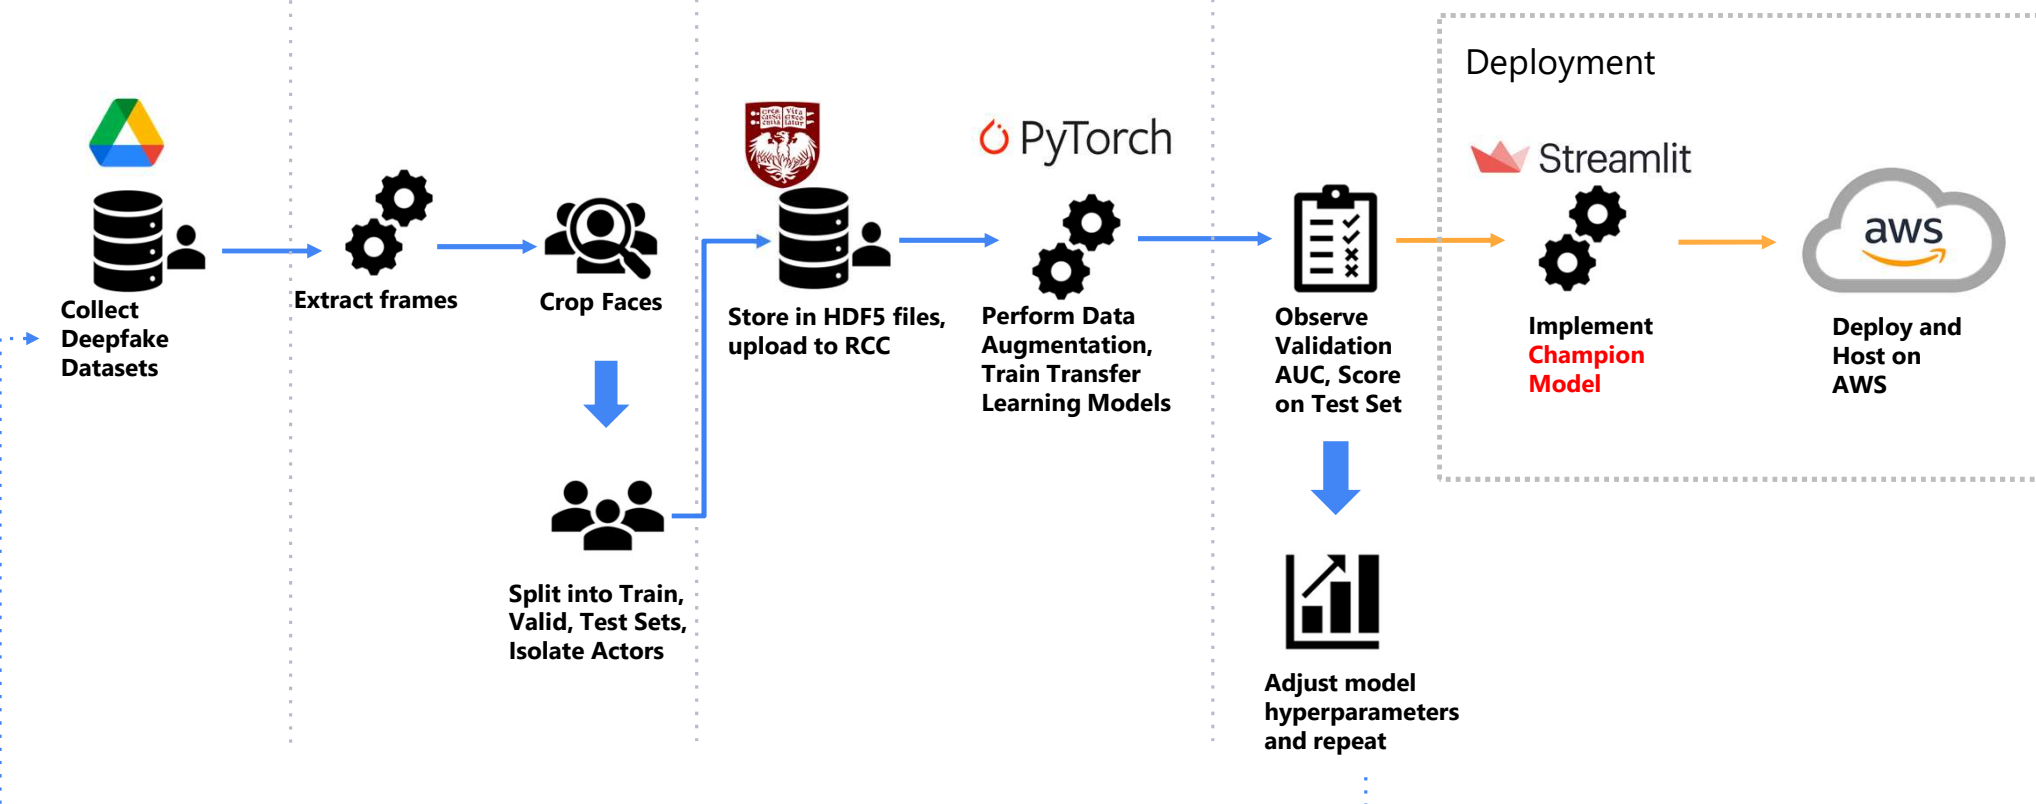 Deployment
PyTorch
Streamlit
aws
Collect
Deepfake
Datasets
Extract frames
Crop Faces
Split into Train,
Valid, Test Sets,
Isolate Actors
Store in HDF5 files,
upload to RCC
Perform Data
Augmentation,
Train Transfer
Learning Models
Observe
Validation
AUC, Score
on Test Set
Adjust model
hyperparameters
and repeat
Implement
Champion
Model
Deploy and
Host on
AWS